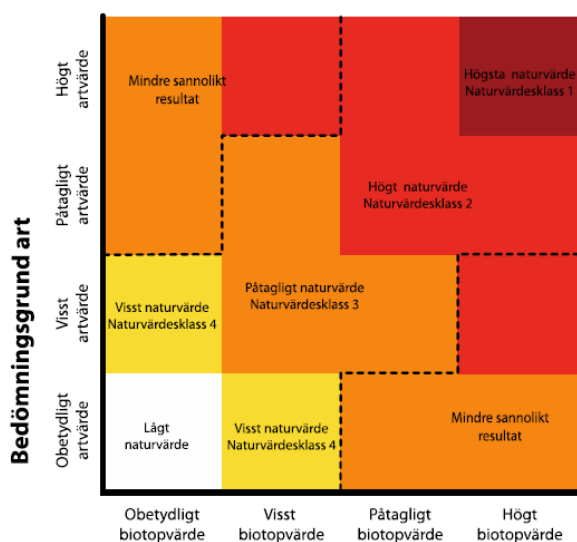 Bedömningsgrund art
Högt
artvärde
Påtagligt
artvärde
Visst
artvärde
Obetydligt
artvärde
Mindre sannolikt
resultat
Högsta naturvärde
Naturvärdesklass 1
Högt naturvärde
Naturvärdesklass 2
Visst naturvärde
Naturvärdesklass 4
Påtagligt naturvärde
Naturvärdesklass 3
Lågt
naturvärde
Visst naturvärde
Naturvärdesklass 4
Mindre sannolikt
resultat
Obetydligt
biotopvärde
Visst
biotopvärde
Påtagligt
biotopvärde
Högt
biotopvärde